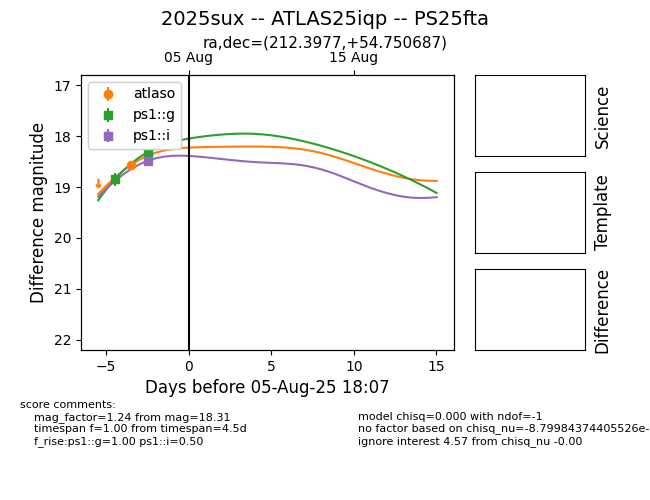 2025sux -- ATLAS25iqp -- PS25fta
ra,dec=(212.3977,+54.750687)
05 Aug
15 Aug
17
18
19
20
21
22
Difference magnitude
atlaso
ps1::g
ps1::i
−5
0
5
10
15
Days before 05-Aug-25 18:07
Science
Template
Difference
score comments:
mag_factor=1.24 from mag=18.31
timespan f=1.00 from timespan=4.5d
f_rise:ps1::g=1.00 ps1::i=0.50
model chisq=0.000 with ndof=-1
no factor based on chisq_nu=-8.79984374405526e-
ignore interest 4.57 from chisq_nu -0.00